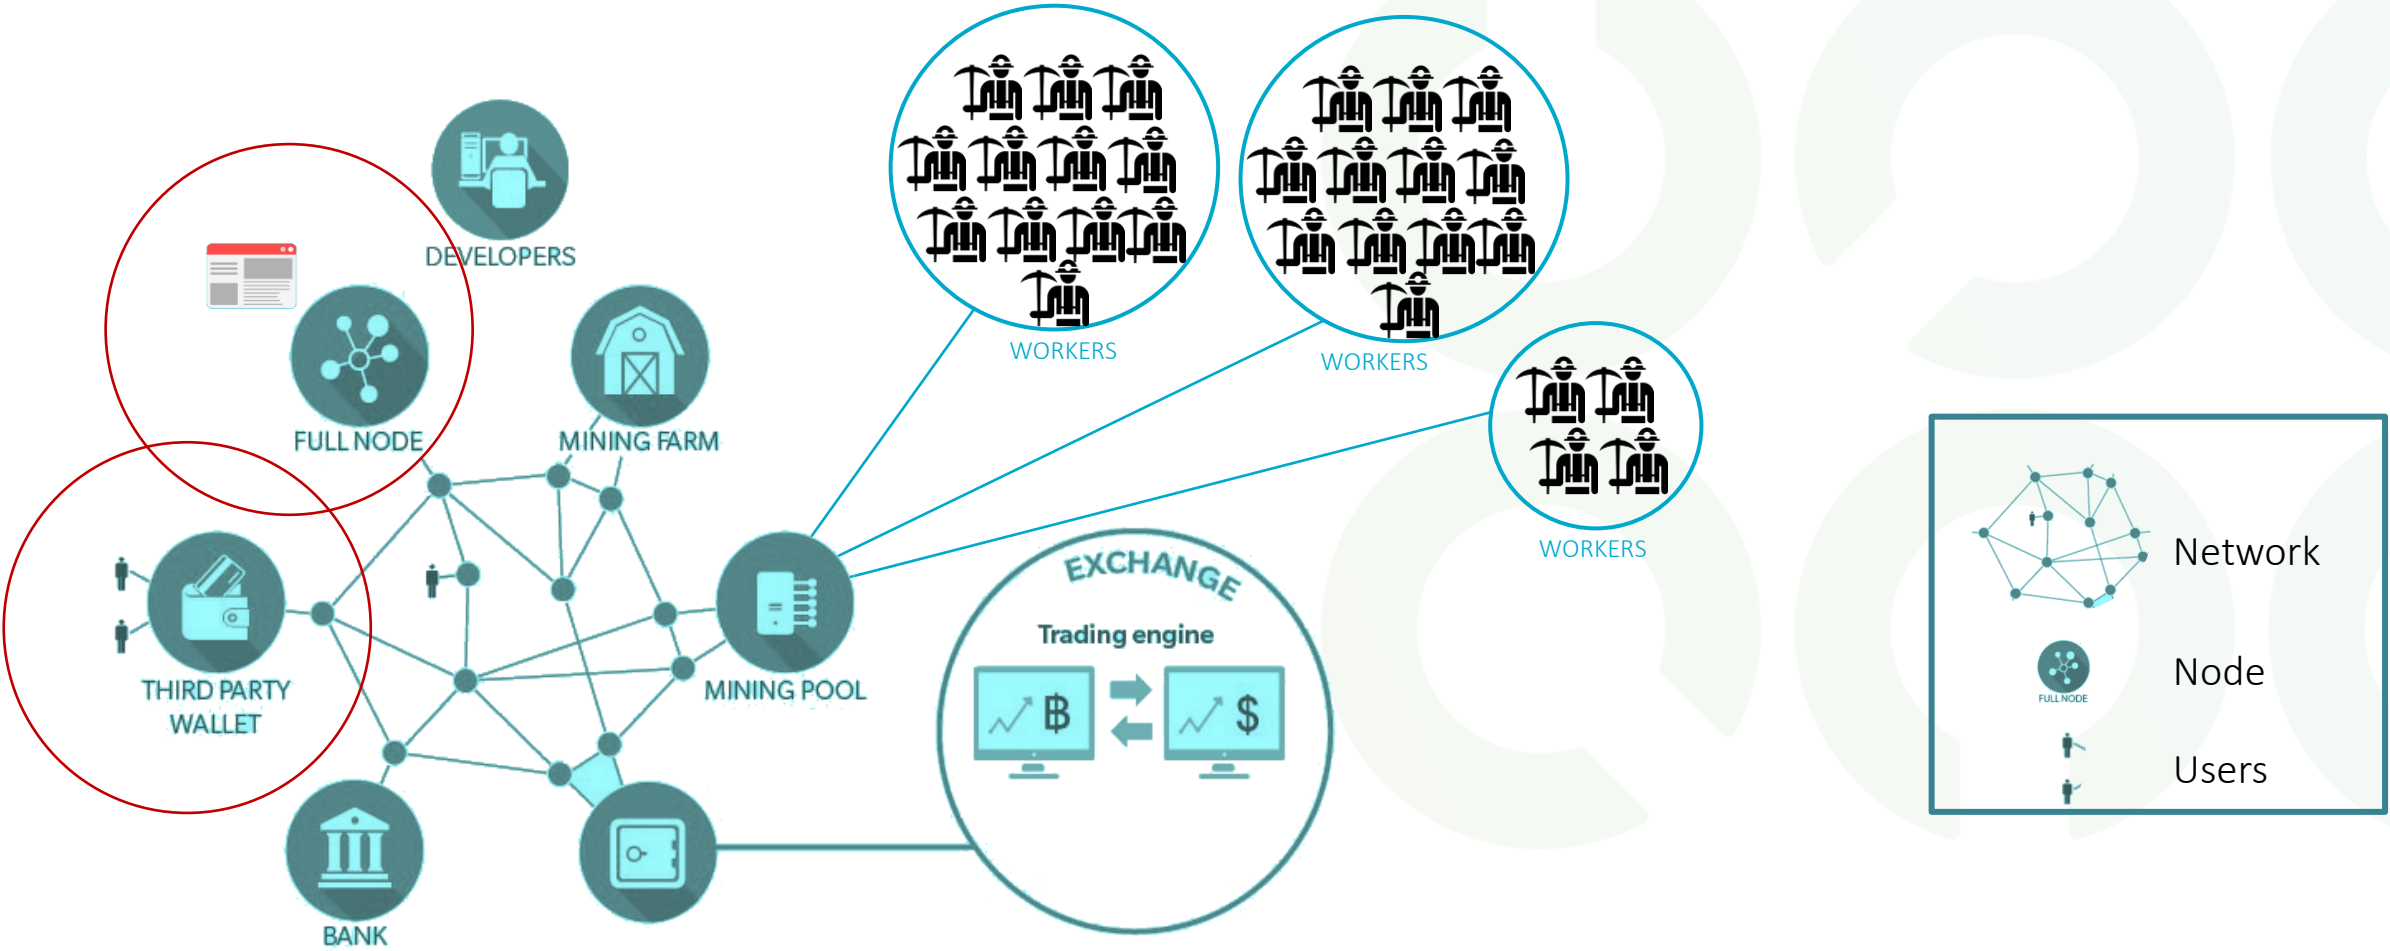 DEVELOPERS
FULL NODE
MINING FARM
WORKERS
WORKERS
WORKERS
THIRD PARTY
WALLET
MINING POOL
BANK
EXCHANGE
Trading engine
฿
$
Network
Node
FULL NODE
Users